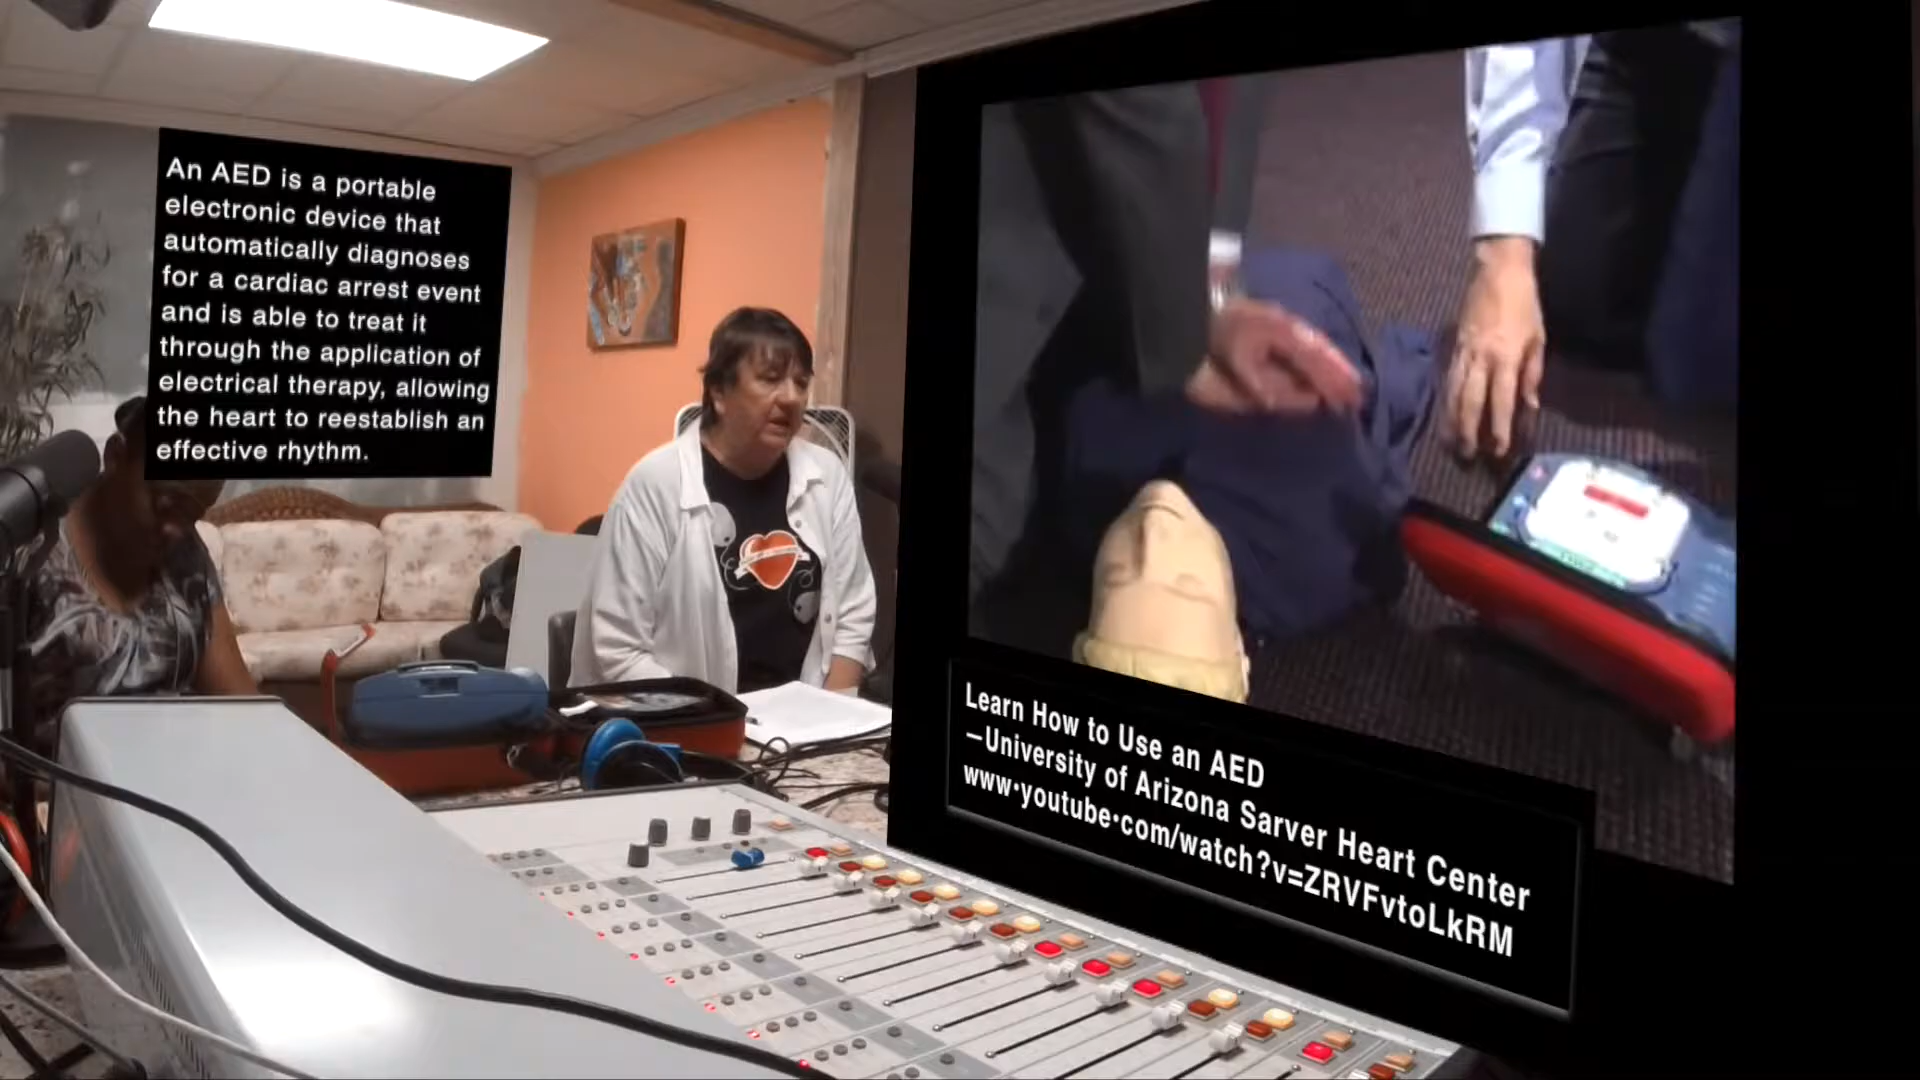 An AED is a portable
electronic device that
automatically diagnoses
for a cardiac arrest event
and is able to treat it
through the application of
electrical therapy, allowing
the heart to reestablish an
effective rhythm.
Learn How to Use an AED
—University of Arizona Sarver Heart Center
www•youtube•com/watch?v=ZRVFvtoLkRM